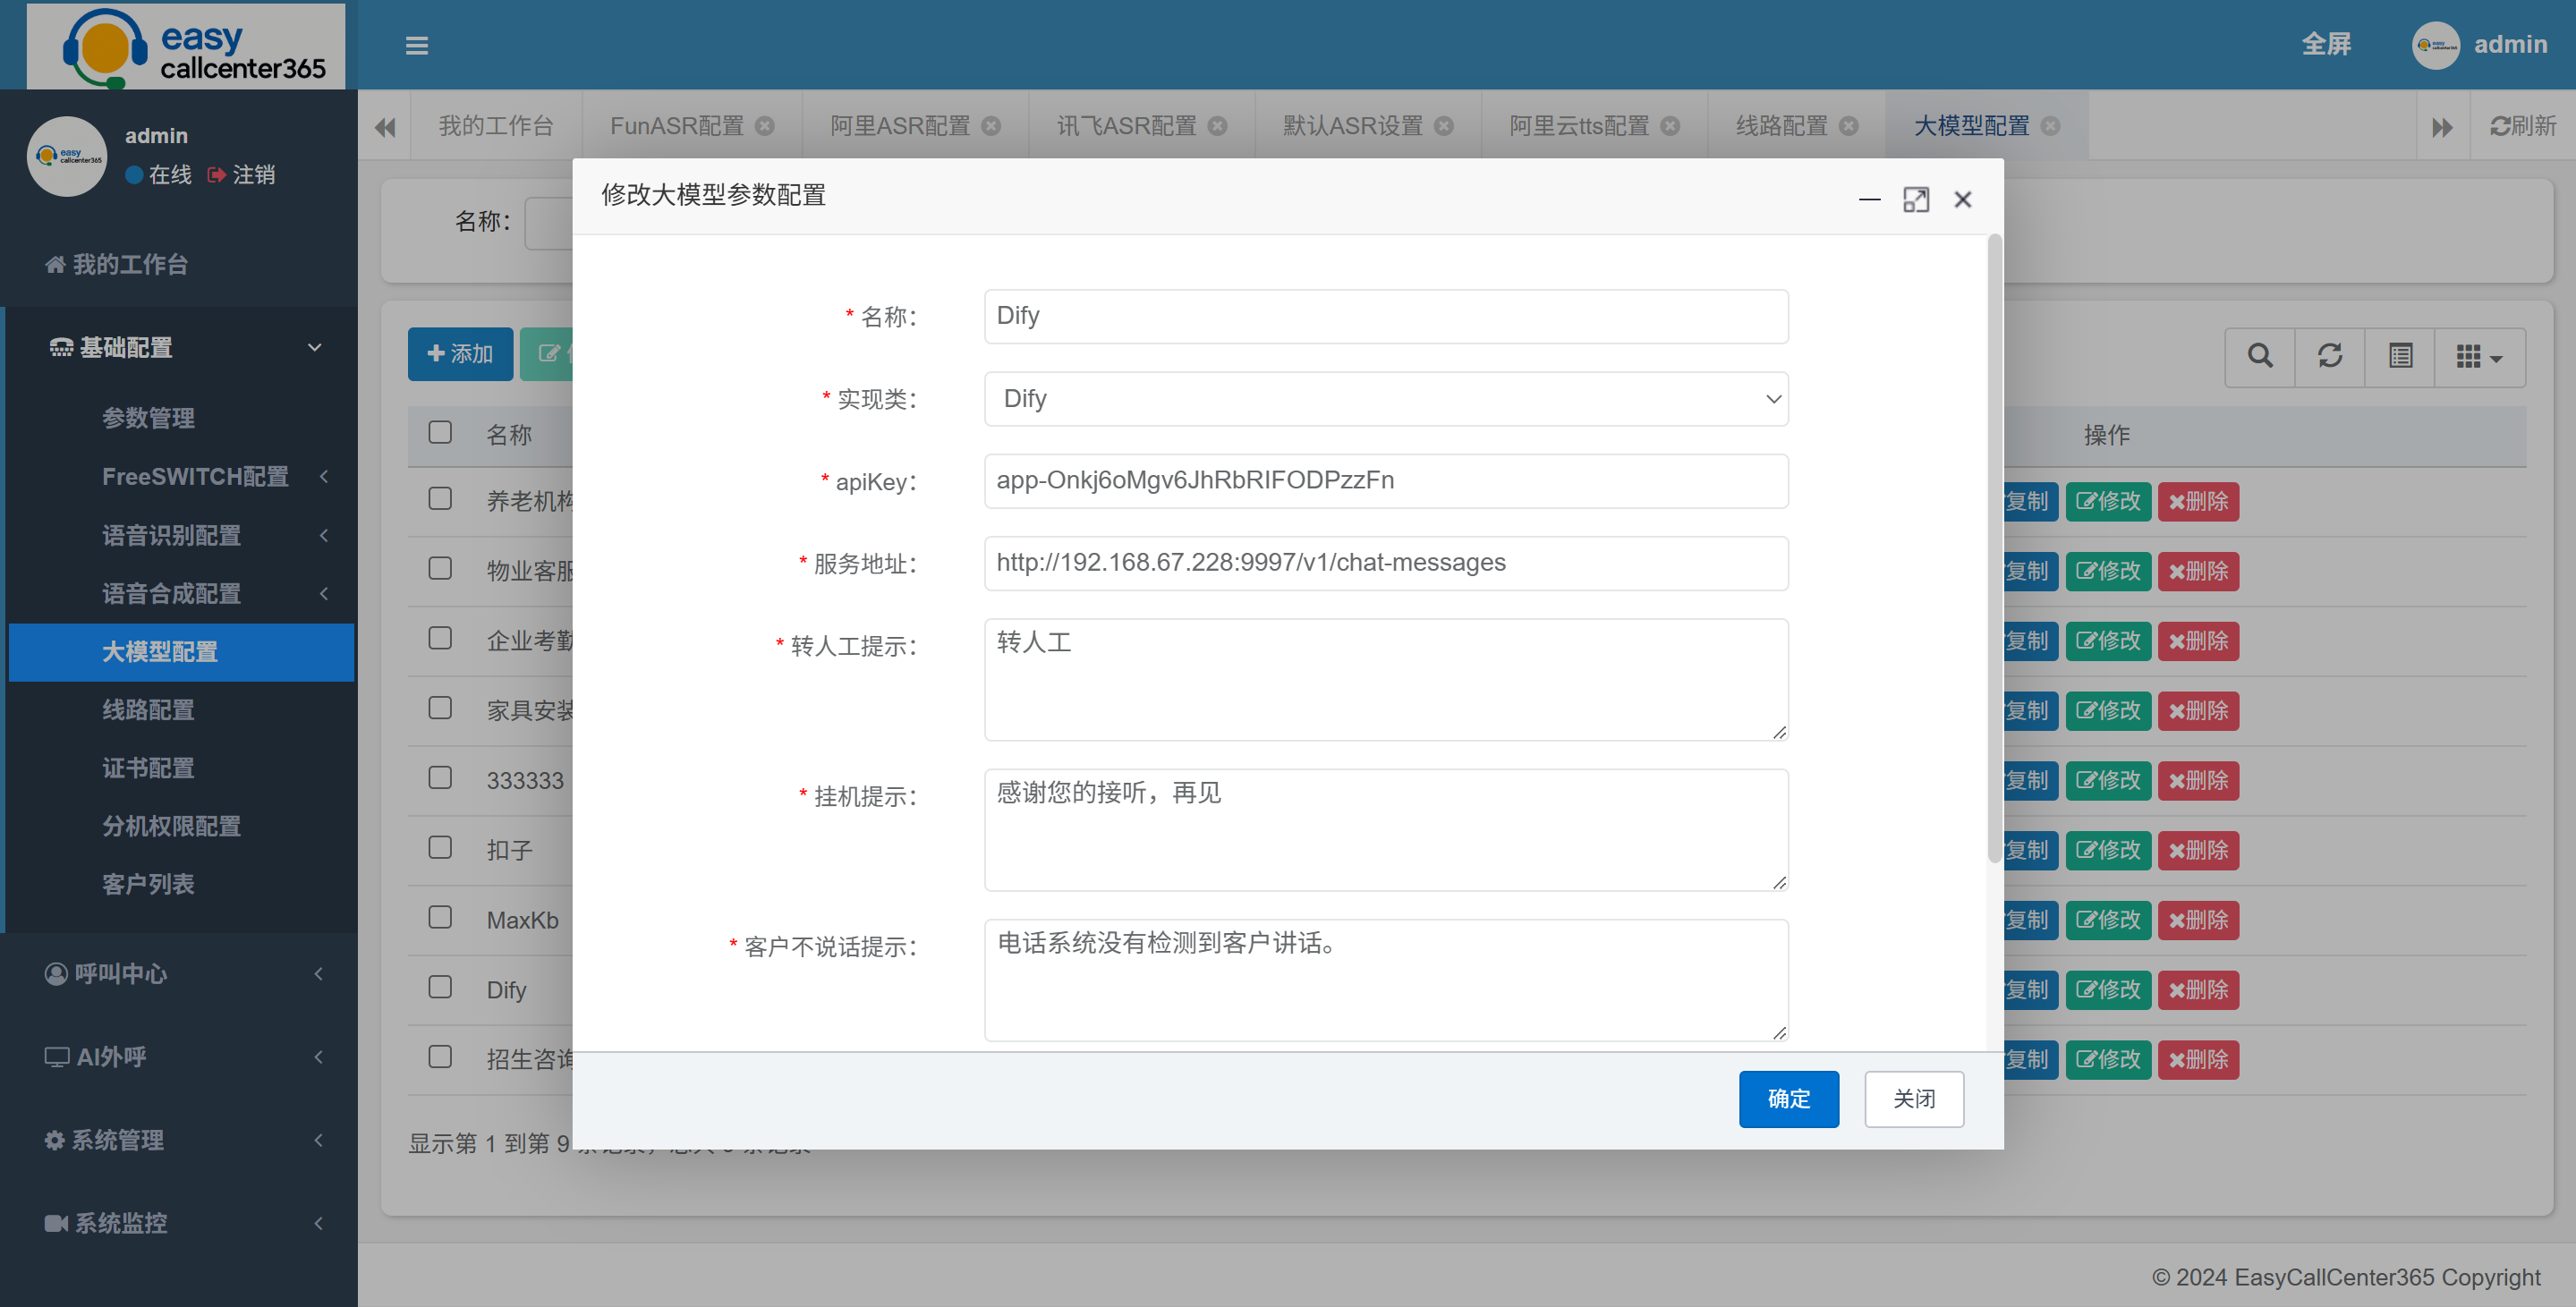 easy
callcenter365
全屏
admin
admin
在线 注销
我的工作台
FunASR配置
阿里ASR配置
讯飞ASR配置
默认ASR设置
阿里云tts配置
线路配置
大模型配置
刷新
我的工作台
基础配置
参数管理
FreeSWITCH配置
语音识别配置
语音合成配置
大模型配置
线路配置
证书配置
分机权限配置
客户列表
呼叫中心
AI外呼
系统管理
系统监控
名称：
添加
名称
操作
养老机构
复制 修改 删除
物业客服
复制 修改 删除
企业考勤
复制 修改 删除
家具安装
复制 修改 删除
333333
复制 修改 删除
扣子
复制 修改 删除
MaxKb
复制 修改 删除
Dify
复制 修改 删除
招生咨询
复制 修改 删除
显示第 1 到第 9 条记录，总共 9 条记录
修改大模型参数配置
* 名称： Dify
* 实现类： Dify
* apiKey： app-Onkj6oMgv6JhRbRIFODPzzFn
* 服务地址： http://192.168.67.228:9997/v1/chat-messages
* 转人工提示： 转人工
* 挂机提示： 感谢您的接听，再见
* 客户不说话提示： 电话系统没有检测到客户讲话。
确定
关闭
© 2024 EasyCallCenter365 Copyright